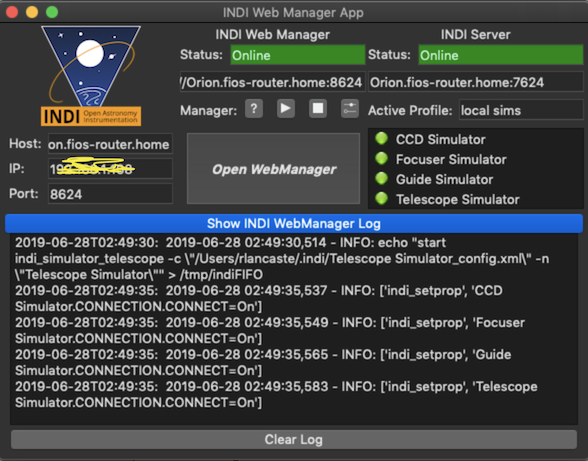 INDI Web Manager App
INDI Web Manager
INDI Server
Status: Online
Status: Online
//Orion.fios-router.home:8624
Orion.fios-router.home:7624
Manager: ?
Active Profile: local sims
INDI Open Astronomy Instrumentation
Host: on.fios-router.home
IP:
Port: 8624
Open WebManager
CCD Simulator
Focuser Simulator
Guide Simulator
Telescope Simulator
Show INDI WebManager Log
2019-06-28T02:49:30:  2019-06-28 02:49:30,514 - INFO: echo "start
indi_simulator_telescope -c \"/Users/rlancaste/.indi/Telescope Simulator_config.xml\" -n
\"Telescope Simulator\"" > /tmp/indiFIFO
2019-06-28T02:49:35:  2019-06-28 02:49:35,537 - INFO: ['indi_setprop', 'CCD
Simulator.CONNECTION.CONNECT=On']
2019-06-28T02:49:35:  2019-06-28 02:49:35,549 - INFO: ['indi_setprop', 'Focuser
Simulator.CONNECTION.CONNECT=On']
2019-06-28T02:49:35:  2019-06-28 02:49:35,565 - INFO: ['indi_setprop', 'Guide
Simulator.CONNECTION.CONNECT=On']
2019-06-28T02:49:35:  2019-06-28 02:49:35,583 - INFO: ['indi_setprop', 'Telescope
Simulator.CONNECTION.CONNECT=On']
Clear Log